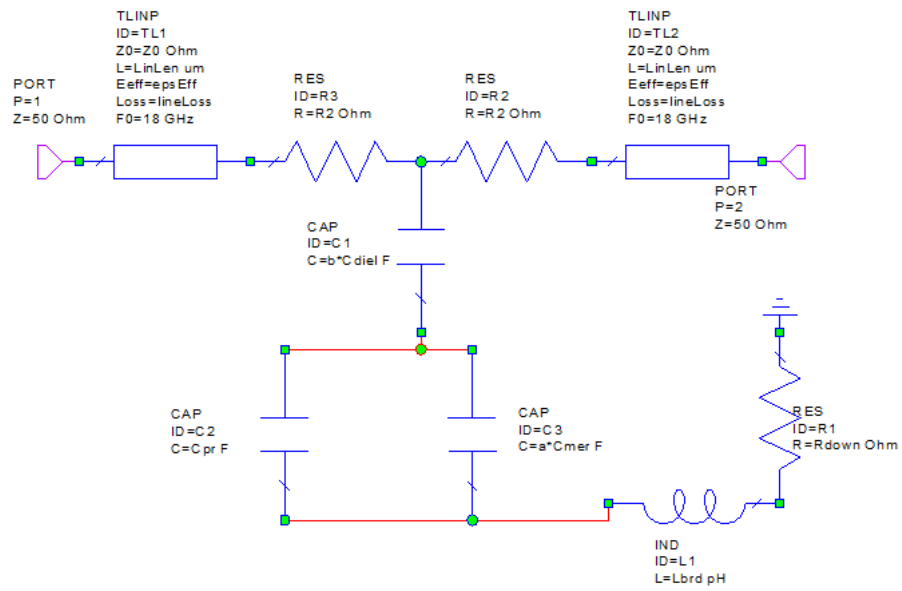 TLINP
ID=TL1
Z0=Z0 Ohm
L=LinLen um
Eeff=epsEff
Loss=lineLoss
F0=18 GHz
PORT
P=1
Z=50 Ohm
RES
ID=R3
R=R2 Ohm
RES
ID=R2
R=R2 Ohm
TLINP
ID=TL2
Z0=Z0 Ohm
L=LinLen um
Eeff=epsEff
Loss=lineLoss
F0=18 GHz
PORT
P=2
Z=50 Ohm
CAP
ID=C1
C=b*Cdiel F
CAP
ID=C2
C=Cpr F
CAP
ID=C3
C=a*Cmer F
RES
ID=R1
R=Rdown Ohm
IND
ID=L1
L=Lbrd pH